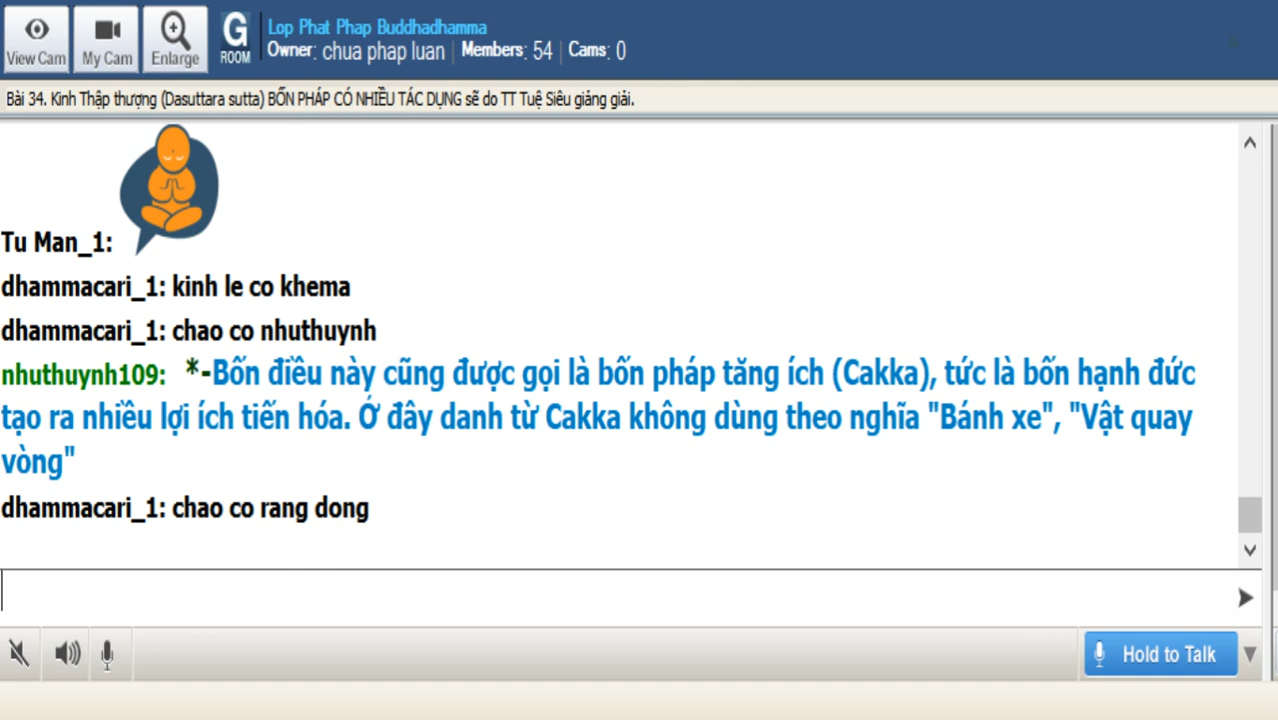 View Cam
My Cam
Enlarge
G
ROOM
Lop Phat Phap Buddhadhamma
Owner: chua phap luan | Members: 54 | Cams: 0
Bài 34. Kinh Thập thượng (Dasuttara sutta) BỐN PHÁP CÓ NHIỀU TÁC DỤNG sẽ do TT Tuệ Siêu giảng giải.
Tu Man_1:
dhammacari_1: kinh le co khema
dhammacari_1: chao co nhuthuynh
nhuthuynh109: *-Bốn điều này cũng được gọi là bốn pháp tăng ích (Cakka), tức là bốn hạnh đức
tạo ra nhiều lợi ích tiến hóa. Ở đây danh từ Cakka không dùng theo nghĩa "Bánh xe", "Vật quay
vòng"
dhammacari_1: chao co rang dong
Hold to Talk